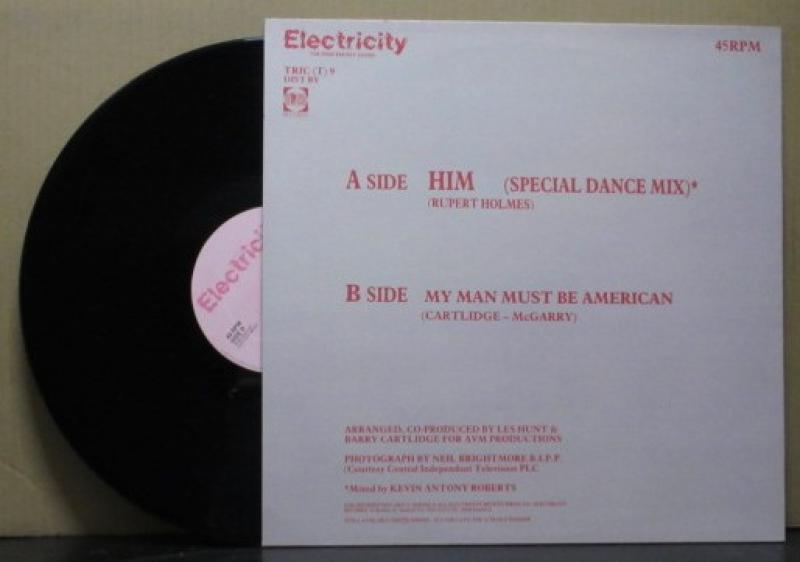 Electricity
45RPM
TRIC (T) 9
DIST BY
A SIDE HIM (SPECIAL DANCE MIX)*
(RUPERT HOLMES)
Electricity
B SIDE MY MAN MUST BE AMERICAN
(CARTLIDGE – McGARRY)
ARRANGED, CO-PRODUCED BY LES HUNT &
BARRY CARTLIDGE FOR AVM PRODUCTIONS
PHOTOGRAPH BY NEIL BRIGHTMORE B.I.P.P.
(Courtesy Central Independent Television PLC
*Mixed by KEVIN ANTONY ROBERTS